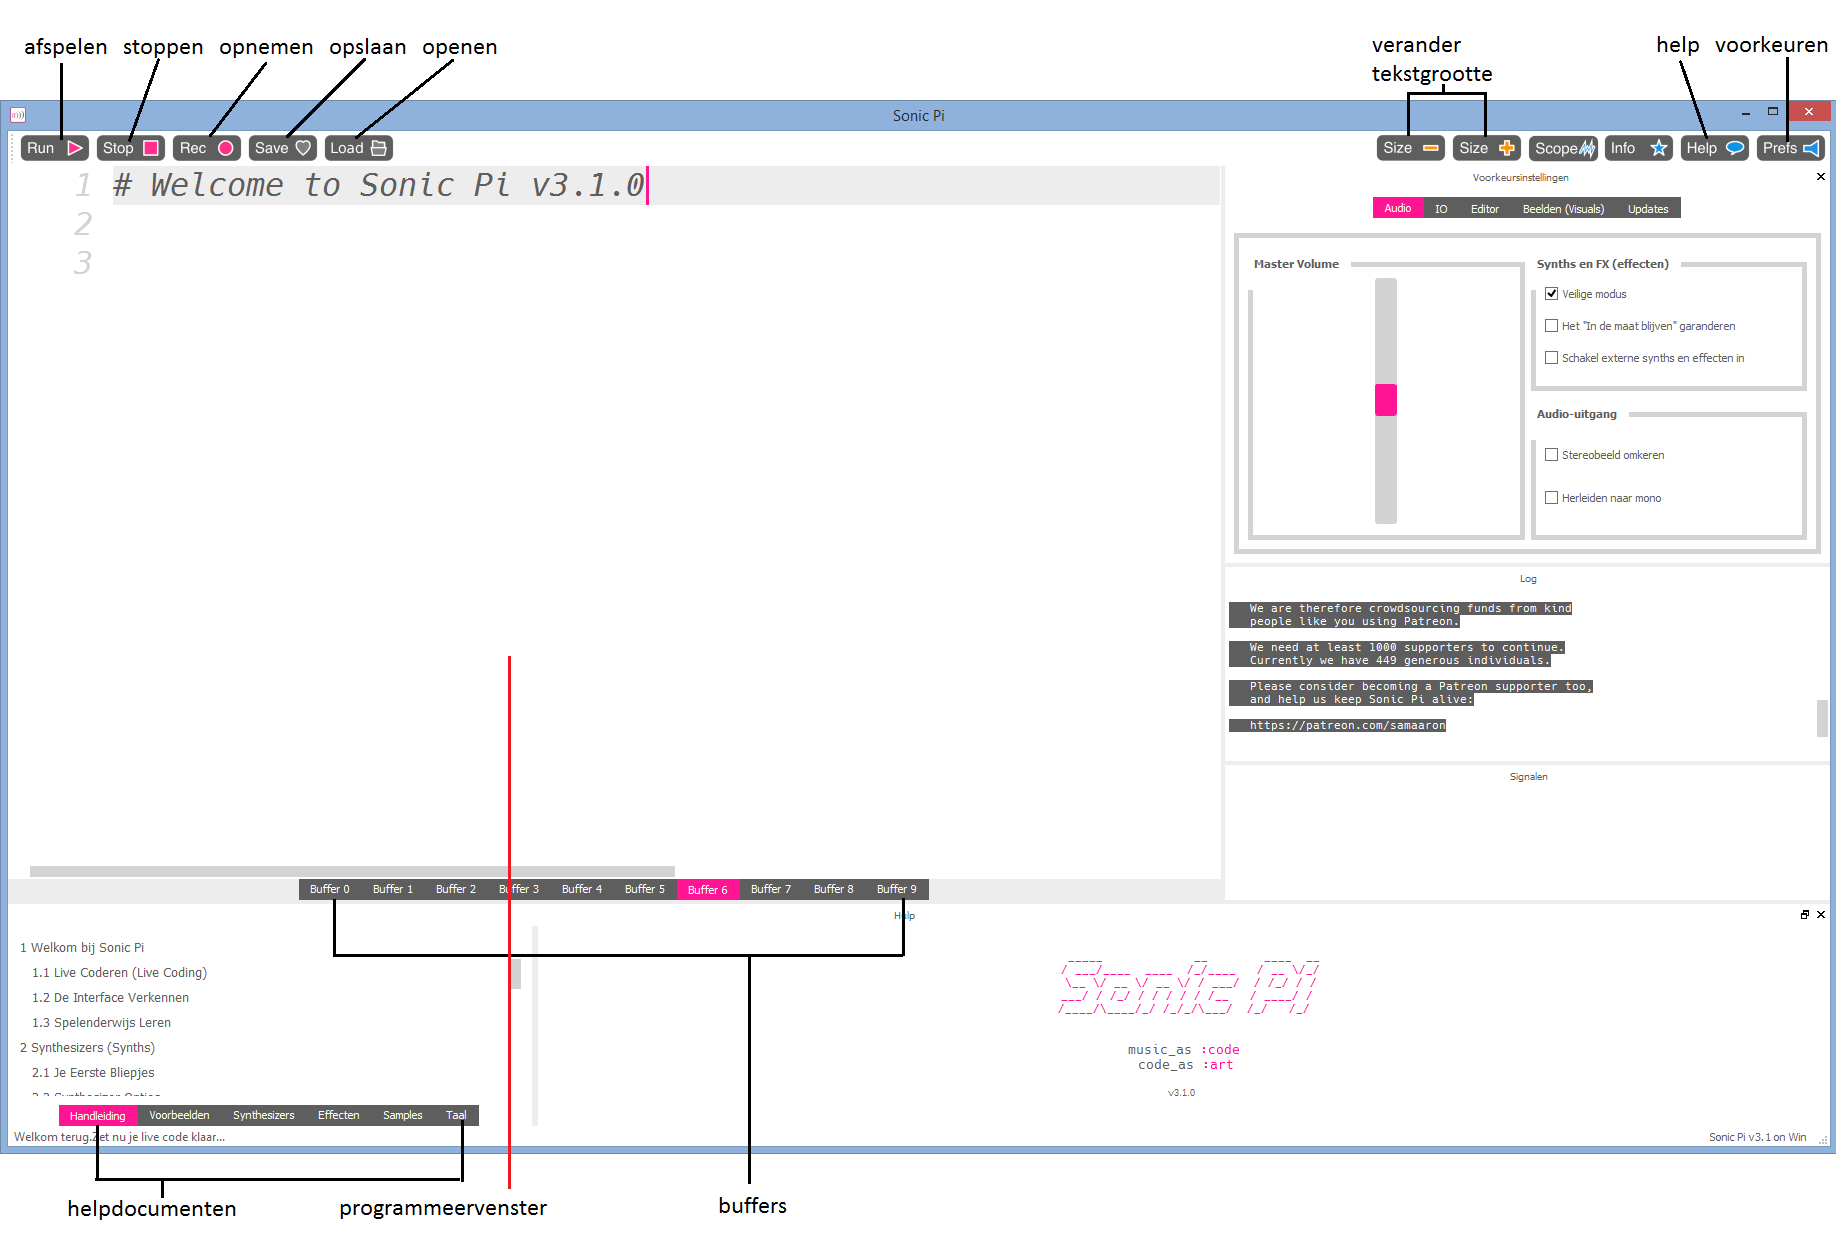 afspelen stoppen opnemen opslaan openen
verander
tekstgrootte
help voorkeuren
Sonic Pi
Run Stop Rec Save Load
Size Size Scope Info Help Prefs
1 # Welcome to Sonic Pi v3.1.0
2
3
Voorkeursinstellingen
Audio IO Editor Beelden (Visuals) Updates
Master Volume
Synths en FX (effecten)
Veilige modus
Het "In de maat blijven" garanderen
Schakel externe synths en effecten in
Audio-uitgang
Stereobeeld omkeren
Herleiden naar mono
Log
We are therefore crowdsourcing funds from kind
people like you using Patreon.
We need at least 1000 supporters to continue.
Currently we have 449 generous individuals.
Please consider becoming a Patreon supporter too,
and help us keep Sonic Pi alive:
https://patreon.com/samaaron
Signalen
Buffer 0 Buffer 1 Buffer 2 Buffer 3 Buffer 4 Buffer 5 Buffer 6 Buffer 7 Buffer 8 Buffer 9
Hulp
1 Welkom bij Sonic Pi
1.1 Live Coderen (Live Coding)
1.2 De Interface Verkennen
1.3 Spelenderwijs Leren
2 Synthesizers (Synths)
2.1 Je Eerste Bliepjes
Sonic Pi
music_as :code
code_as :art
v3.1.0
Handleiding Voorbeelden Synthesizers Effecten Samples Taal
Welkom terug.Zet nu je live code klaar...
Sonic Pi v3.1 on Win
helpdocumenten programmeervenster buffers